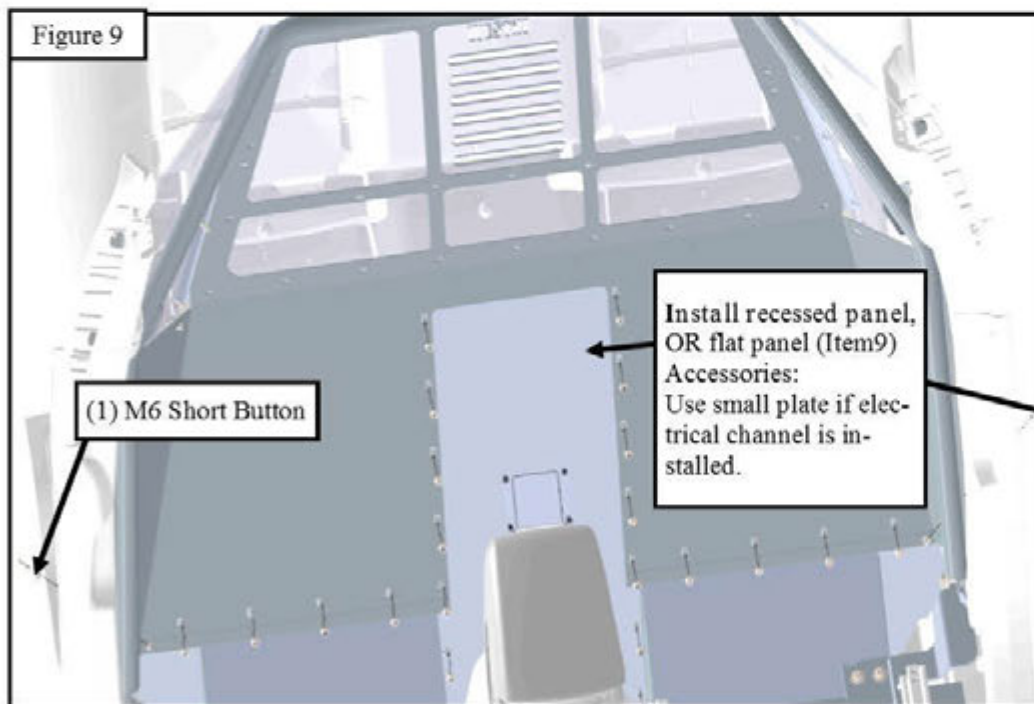 Figure 9
Install recessed panel,
OR flat panel (Item9)
Accessories:
Use small plate if elec-
trical channel is in-
stalled.
(1) M6 Short Button